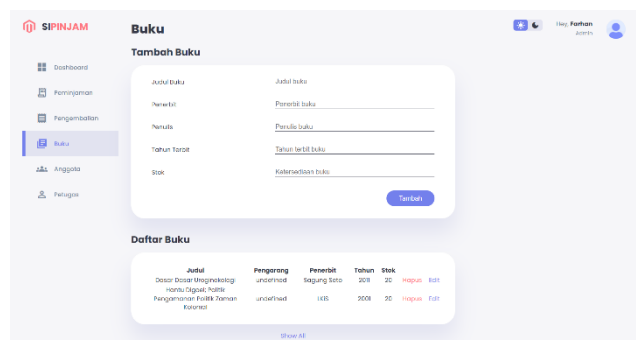 SIPINJAM
Buku
Hey, Farhan
Admin
Tambah Buku
Dashboard
Peminjaman
Pengembalian
Buku
Anggota
Petugas
Judul Buku Judul buku
Penerbit Penerbit buku
Penulis Penulis buku
Tahun Terbit Tahun terbit buku
Stok Ketersediaan buku
Tambah
Daftar Buku
Judul Pengarang Penerbit Tahun Stok
Dasar Dasar Uroginekologi undefined Sagung Seto 2011 20 Hapus Edit
Hantu Digoel; Politik
Pengamanan Politik Zaman undefined LKiS 2001 20 Hapus Edit
Kolonial
Show All